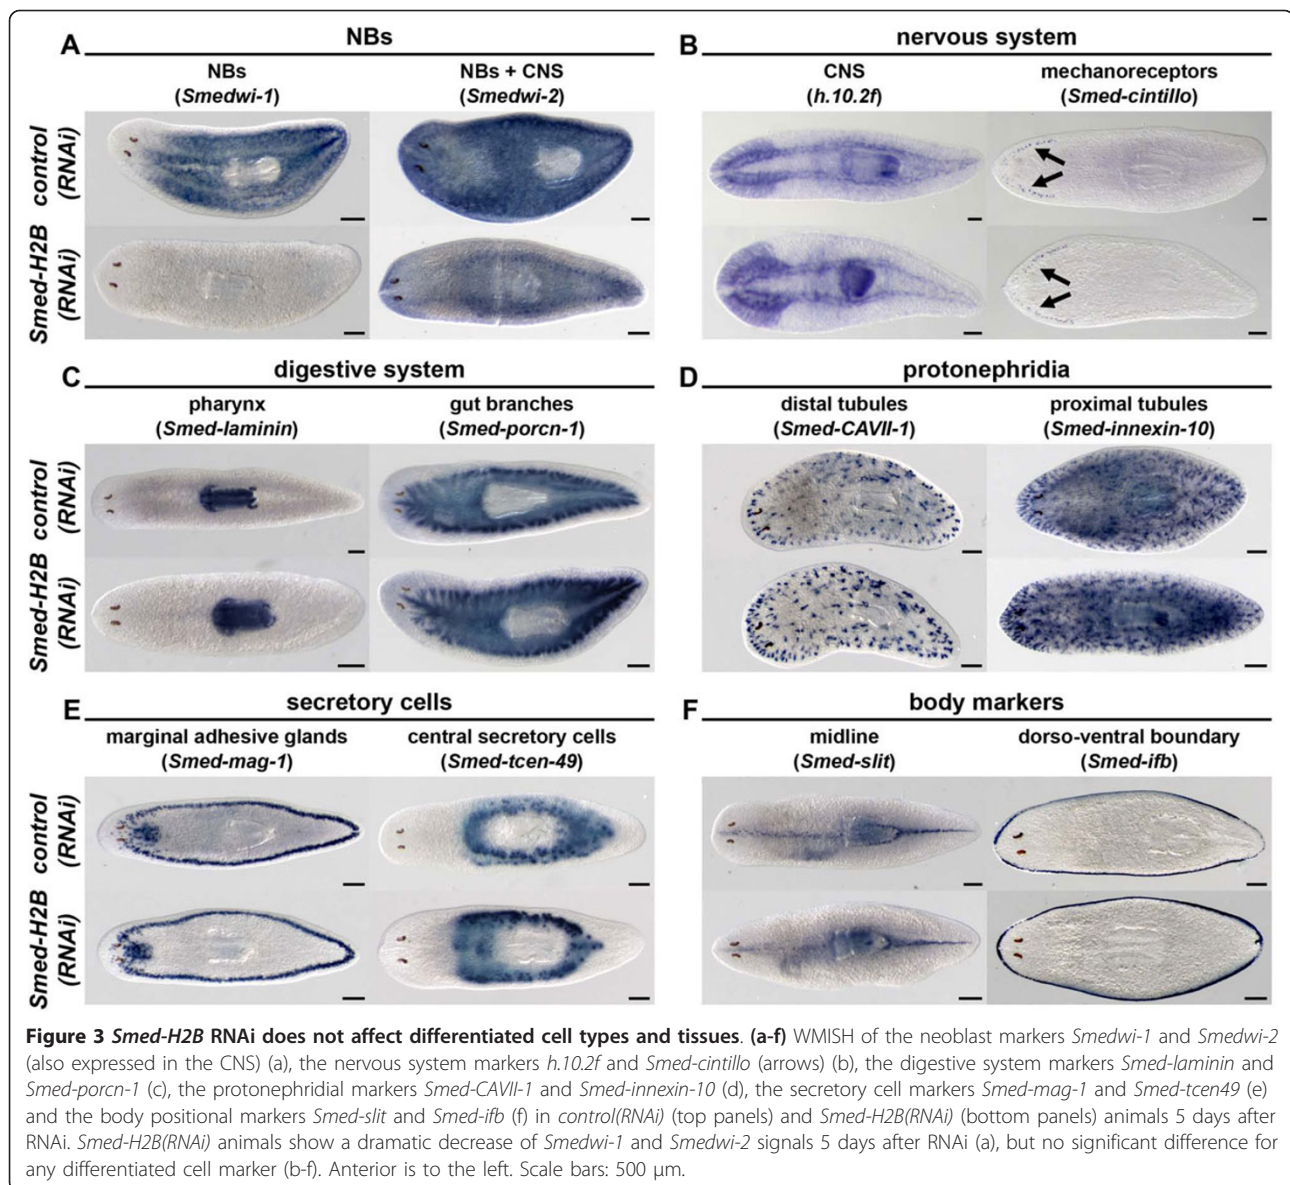 A NBs
NBs (Smedwi-1)
NBs + CNS (Smedwi-2)
control (RNAi)
Smed-H2B (RNAi)
B nervous system
CNS (h.10.2f)
mechanoreceptors (Smed-cintillo)
C digestive system
pharynx (Smed-laminin)
gut branches (Smed-porcn-1)
control (RNAi)
Smed-H2B (RNAi)
D protonephridia
distal tubules (Smed-CAVII-1)
proximal tubules (Smed-innexin-10)
E secretory cells
marginal adhesive glands (Smed-mag-1)
central secretory cells (Smed-tcen-49)
control (RNAi)
Smed-H2B (RNAi)
F body markers
midline (Smed-slit)
dorso-ventral boundary (Smed-ifb)
Figure 3 Smed-H2B RNAi does not affect differentiated cell types and tissues. (a-f) WMISH of the neoblast markers Smedwi-1 and Smedwi-2
(also expressed in the CNS) (a), the nervous system markers h.10.2f and Smed-cintillo (arrows) (b), the digestive system markers Smed-laminin and
Smed-porcn-1 (c), the protonephridial markers Smed-CAVII-1 and Smed-innexin-10 (d), the secretory cell markers Smed-mag-1 and Smed-tcen49 (e)
and the body positional markers Smed-slit and Smed-ifb (f) in control(RNAi) (top panels) and Smed-H2B(RNAi) (bottom panels) animals 5 days after
RNAi. Smed-H2B(RNAi) animals show a dramatic decrease of Smedwi-1 and Smedwi-2 signals 5 days after RNAi (a), but no significant difference for
any differentiated cell marker (b-f). Anterior is to the left. Scale bars: 500 μm.